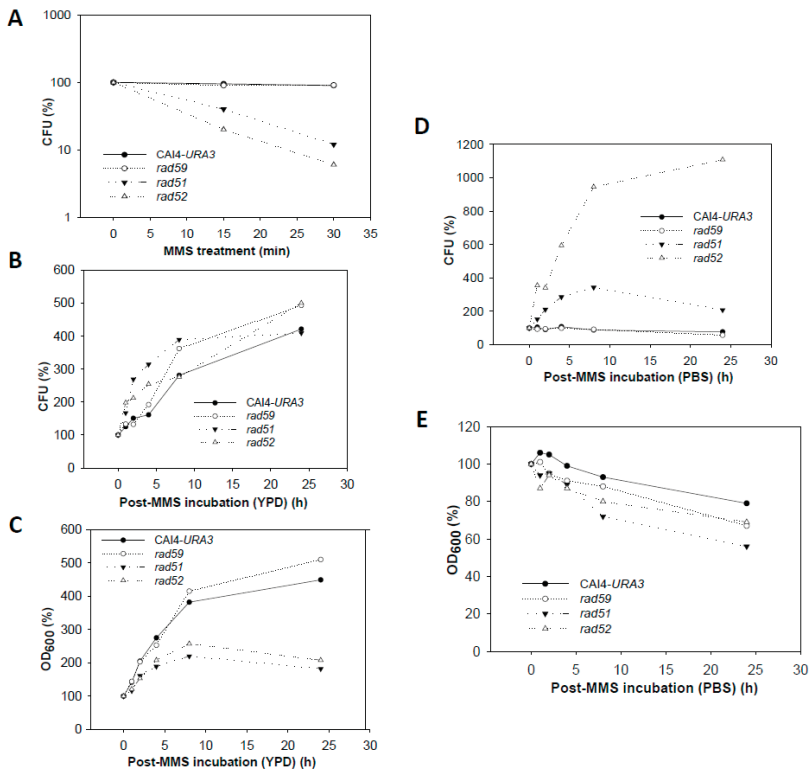 A
1000
100
10
1
CFU (%)
CAI4-URA3
rad59
rad51
rad52
0 5 10 15 20 25 30 35
MMS treatment (min)
B
600
500
400
300
200
100
0
CFU (%)
CAI4-URA3
rad59
rad51
rad52
0 5 10 15 20 25 30
Post-MMS incubation (YPD) (h)
C
600
500
400
300
200
100
0
OD600 (%)
CAI4-URA3
rad59
rad51
rad52
0 5 10 15 20 25 30
Post-MMS incubation (YPD) (h)
D
1200
1000
800
600
400
200
0
CFU (%)
CAI4-URA3
rad59
rad51
rad52
0 5 10 15 20 25 30
Post-MMS incubation (PBS) (h)
E
120
100
80
60
40
20
0
OD600 (%)
CAI4-URA3
rad59
rad51
rad52
0 5 10 15 20 25 30
Post-MMS incubation (PBS) (h)